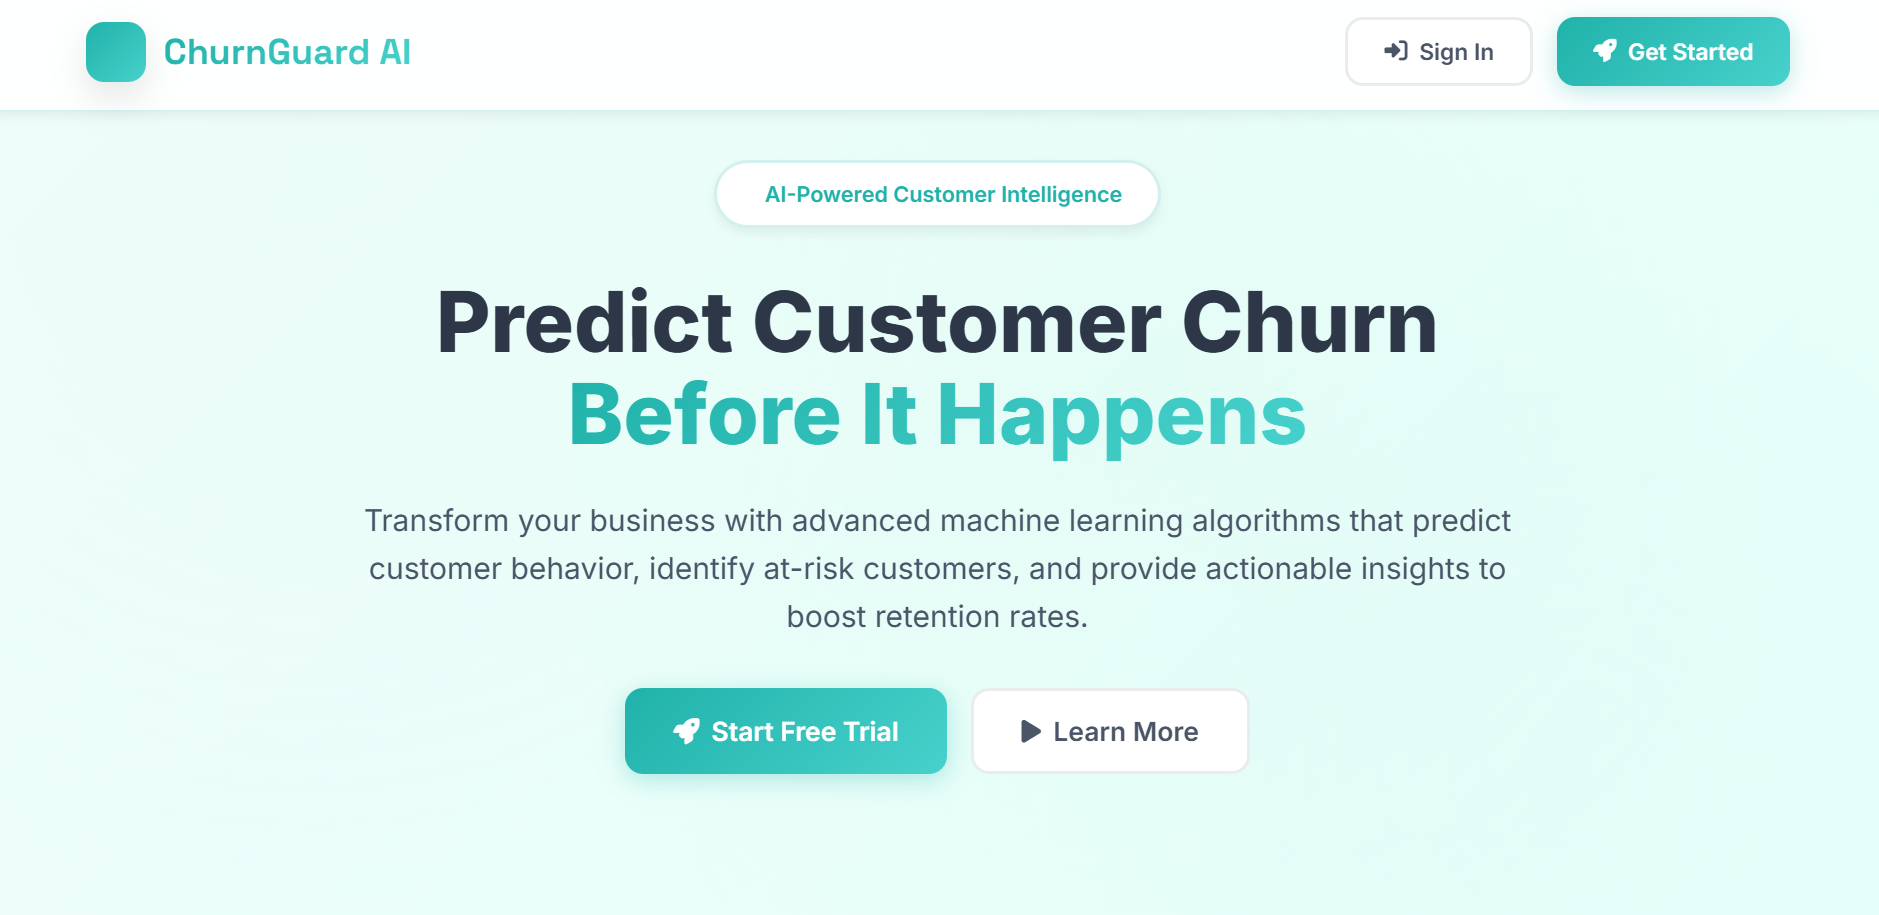 ChurnGuard AI
Sign In
Get Started
AI-Powered Customer Intelligence
Predict Customer Churn
Before It Happens
Transform your business with advanced machine learning algorithms that predict
customer behavior, identify at-risk customers, and provide actionable insights to
boost retention rates.
Start Free Trial
Learn More